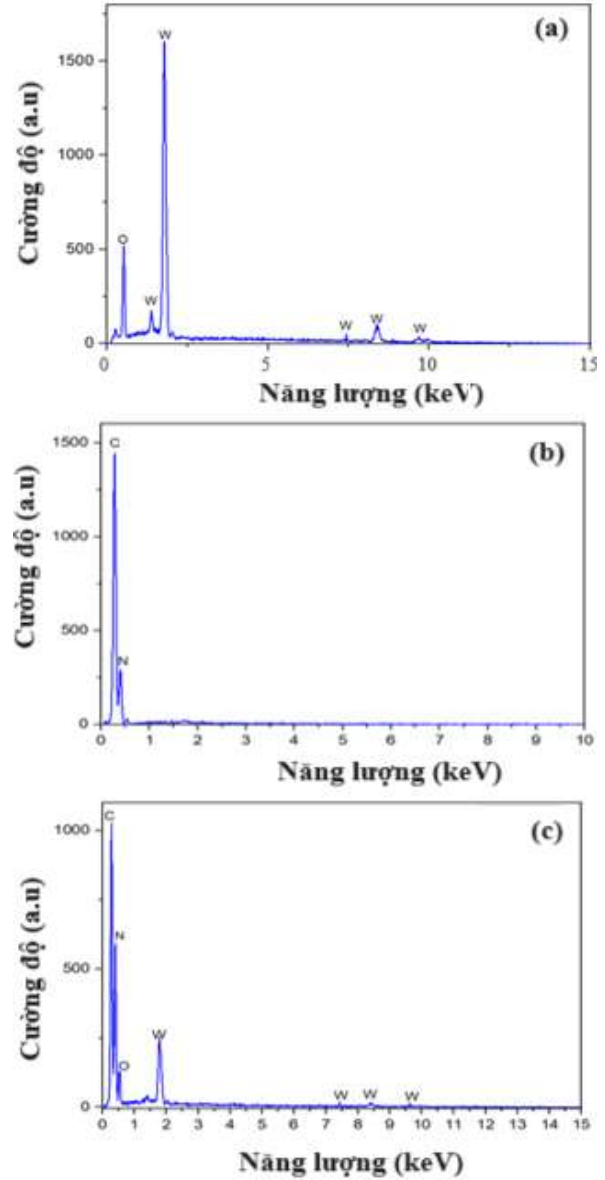 (a)
Cường độ (a.u)
1500
1000
500
0
W
O
W
W
W
W
0 5 10 15
Năng lượng (keV)
(b)
Cường độ (a.u)
1500
1000
500
0
C
N
0 1 2 3 4 5 6 7 8 9 10
Năng lượng (keV)
(c)
Cường độ (a.u)
1000
500
0
C
N
O
W
W
W
W
0 1 2 3 4 5 6 7 8 9 10 11 12 13 14 15
Năng lượng (keV)